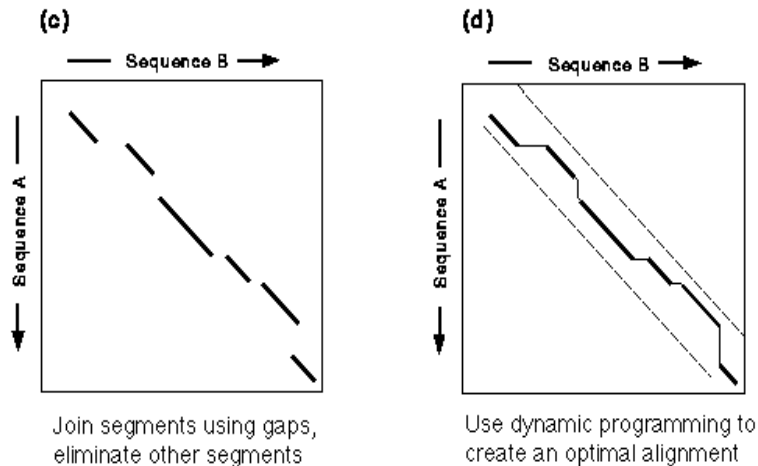 (c)
Sequence B
Sequence A
Join segments using gaps,
eliminate other segments
(d)
Sequence B
Sequence A
Use dynamic programming to
create an optimal alignment